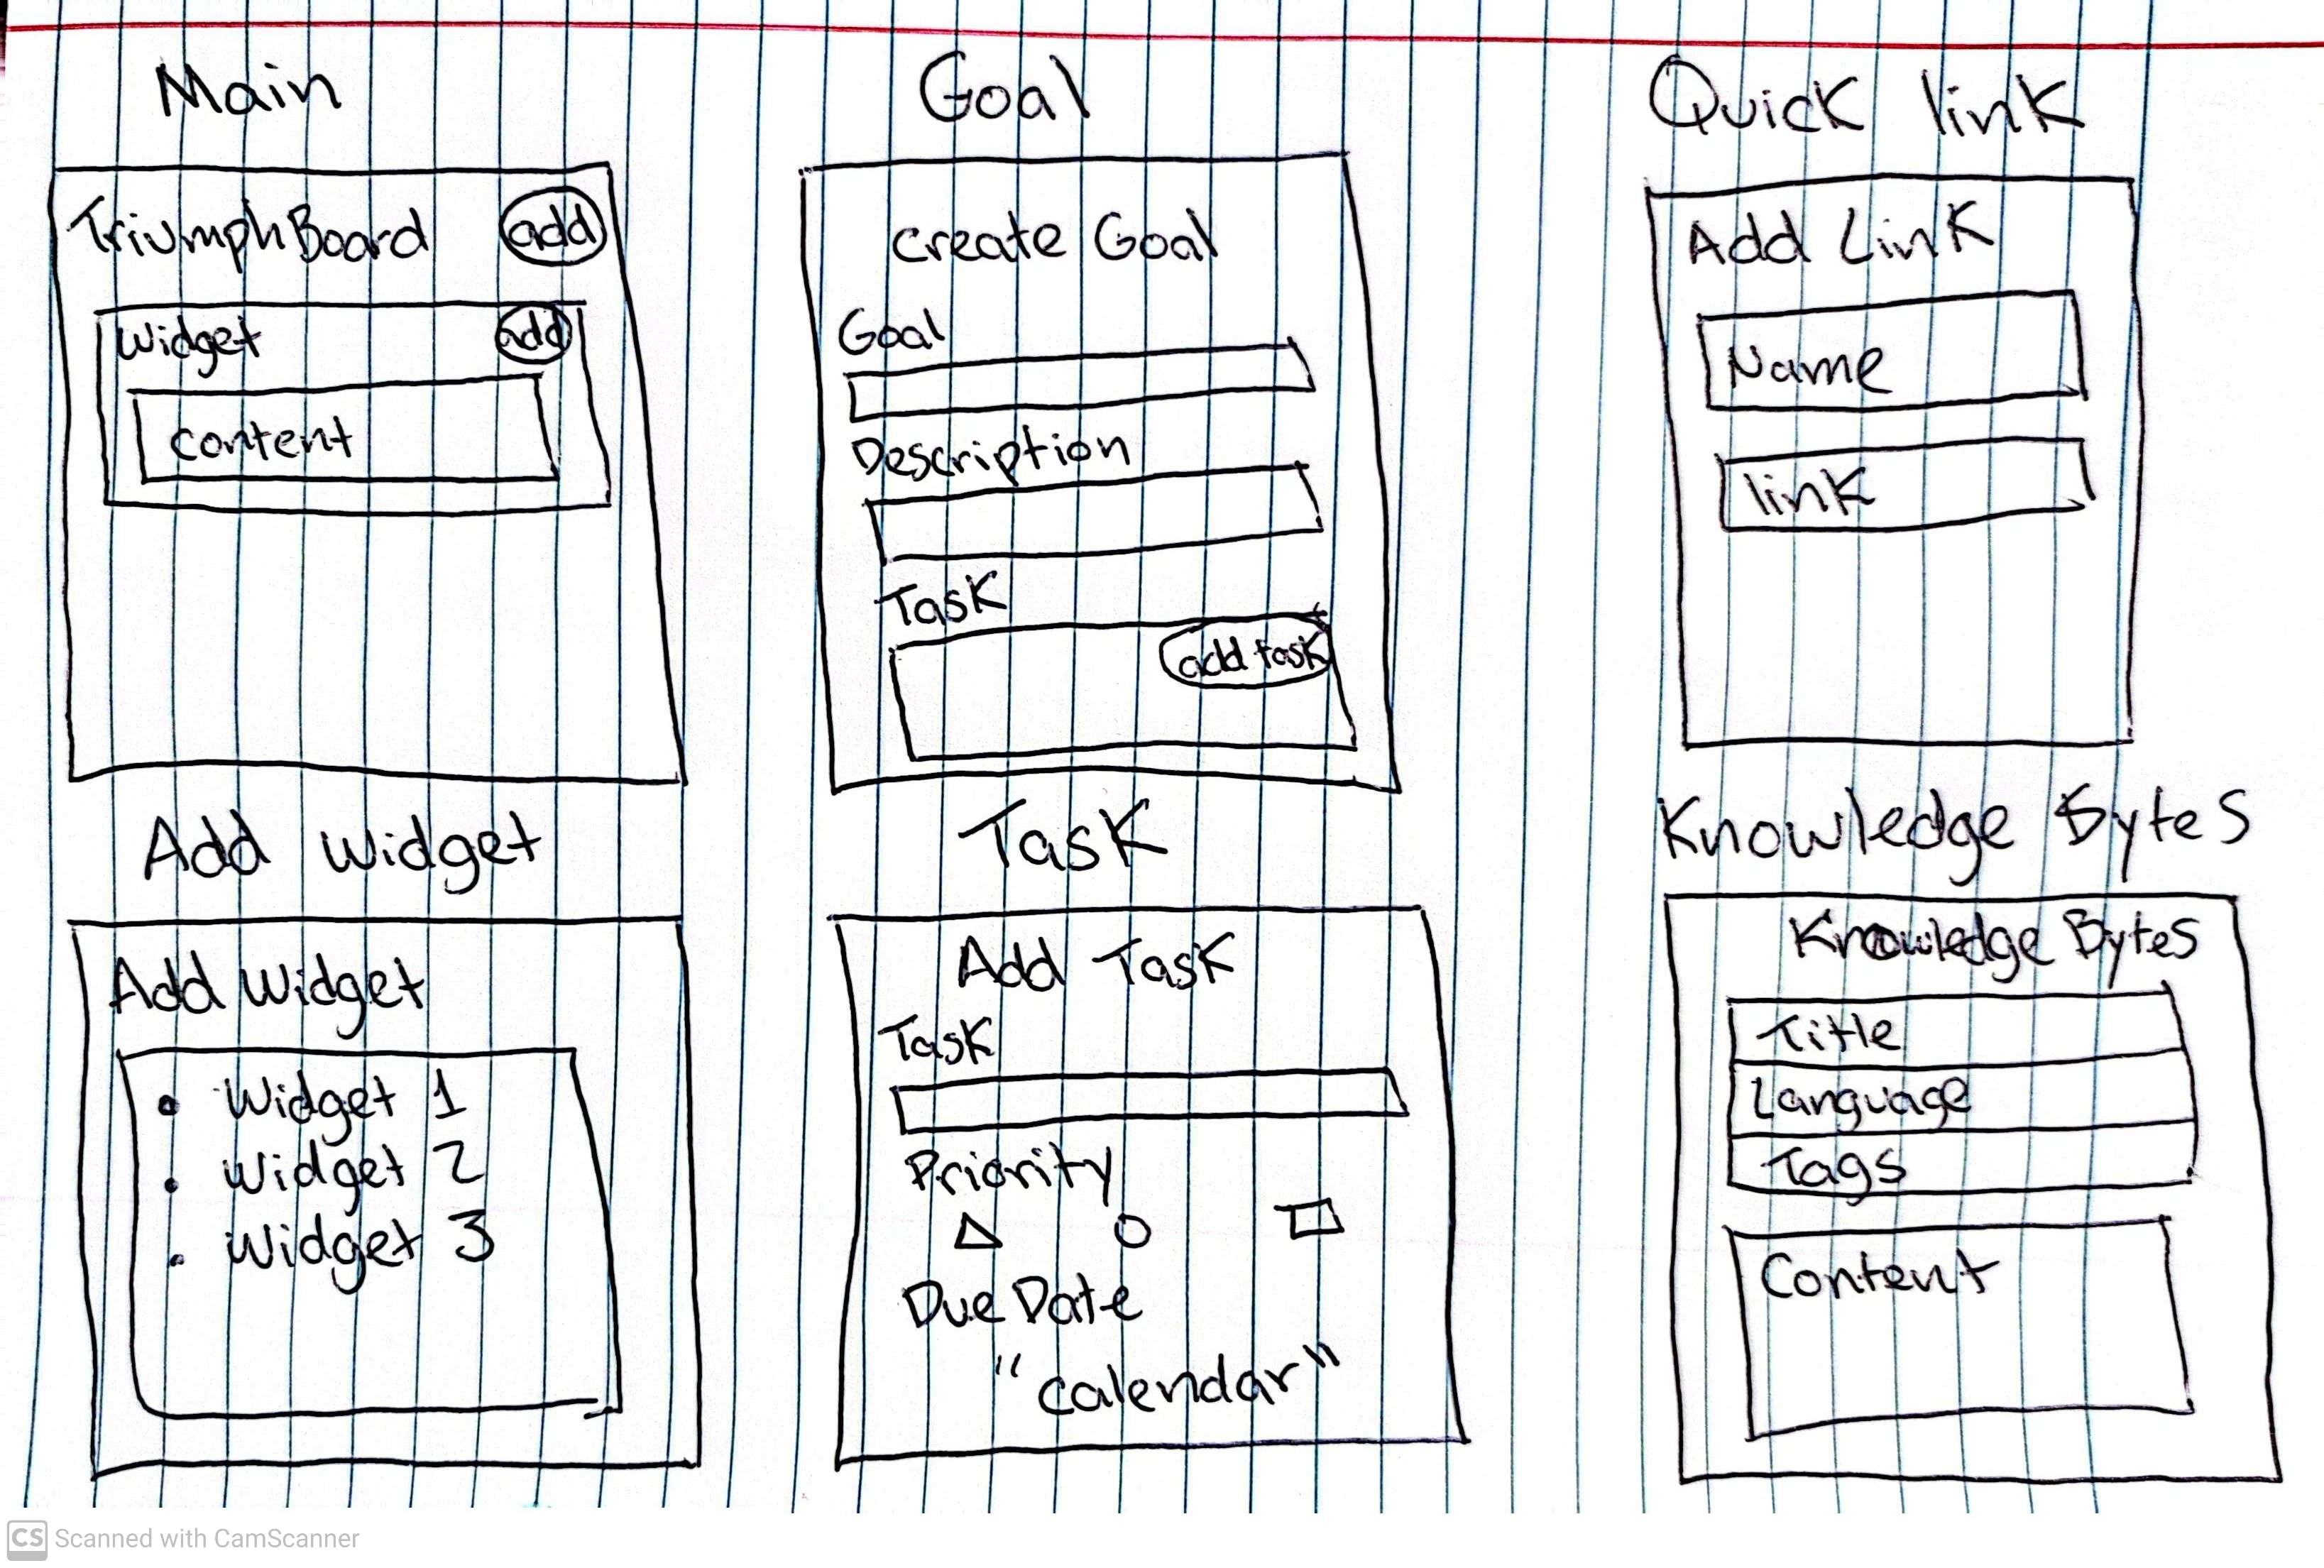 Main
TriumphBoard add
Widget add
content
Add Widget
Add Widget
• Widget 1
• Widget 2
• Widget 3
Goal
Create Goal
Goal
Description
Task
add task
Task
Add Task
Task
Priority
Due Date
"calendar"
Quick link
Add Link
Name
link
Knowledge Bytes
Knowledge Bytes
Title
Language
Tags
Content
CS Scanned with CamScanner